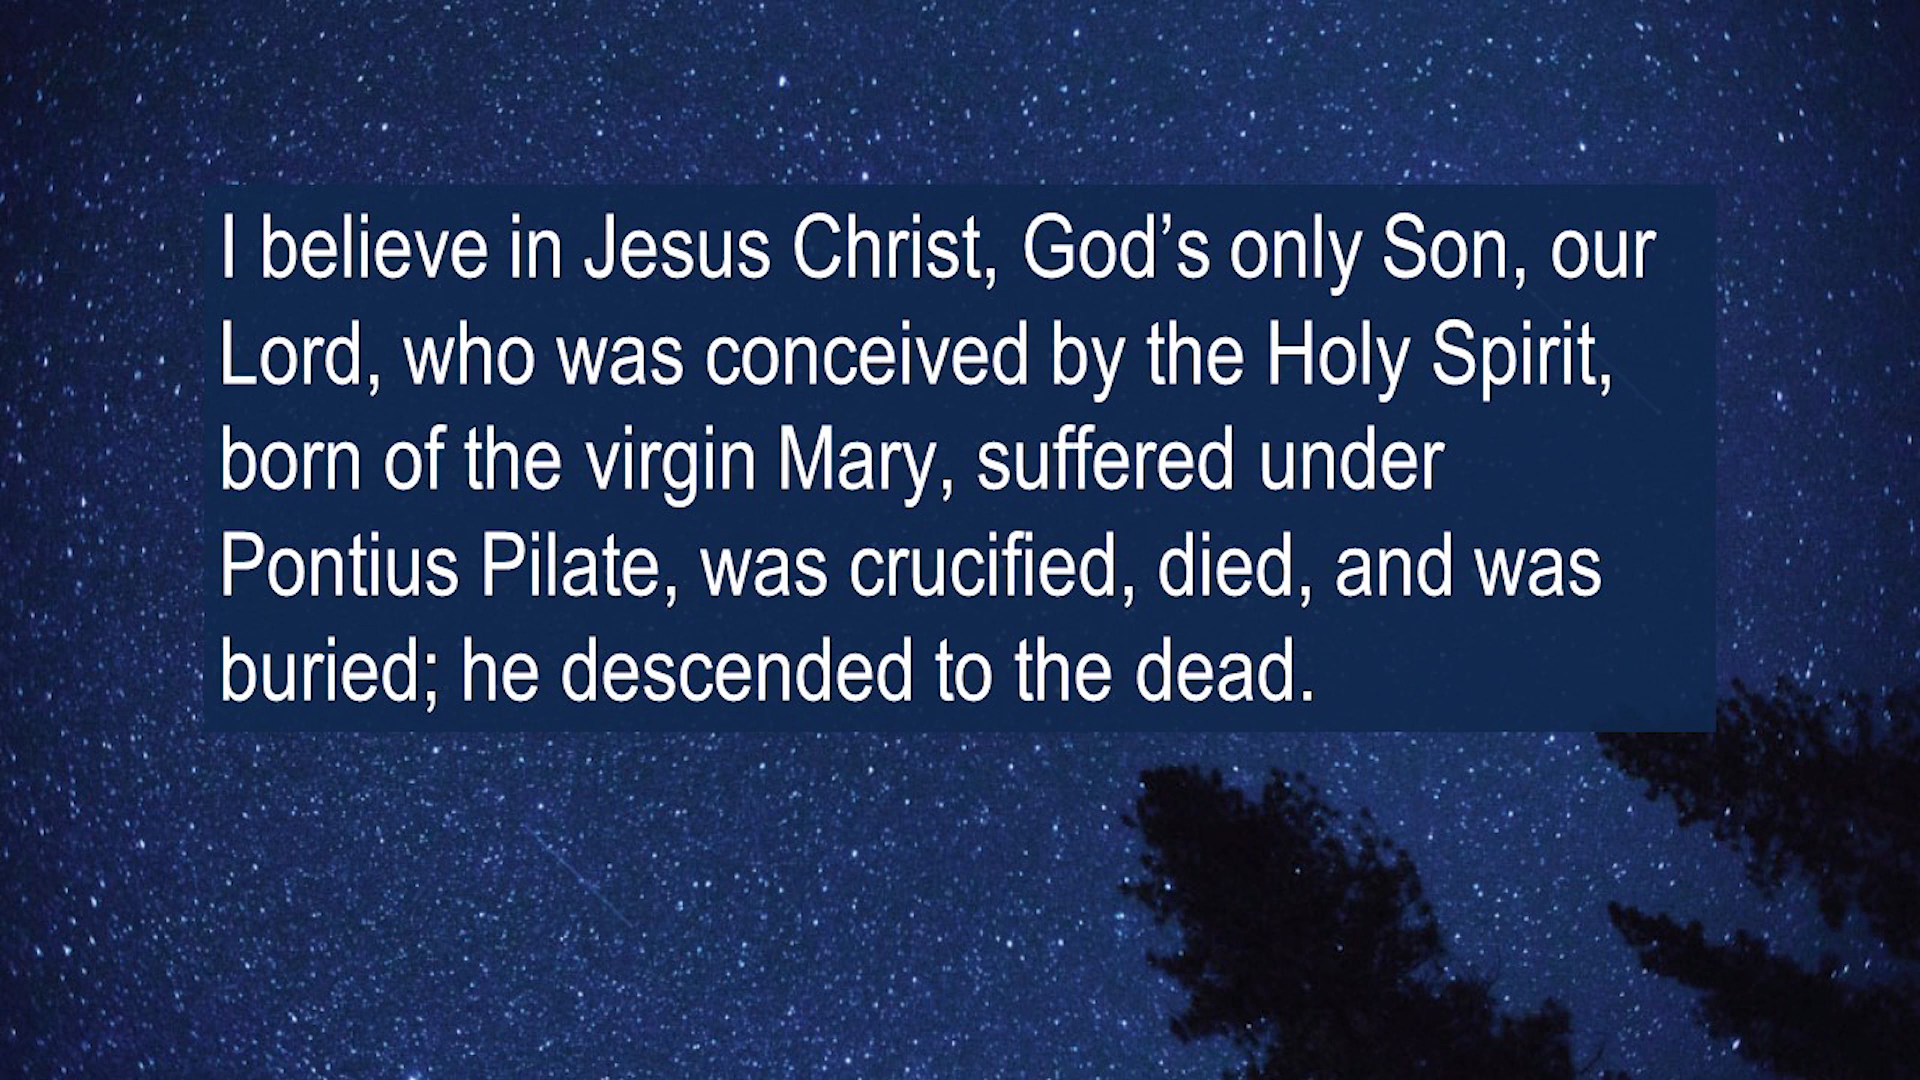 I believe in Jesus Christ, God’s only Son, our
Lord, who was conceived by the Holy Spirit,
born of the virgin Mary, suffered under
Pontius Pilate, was crucified, died, and was
buried; he descended to the dead.